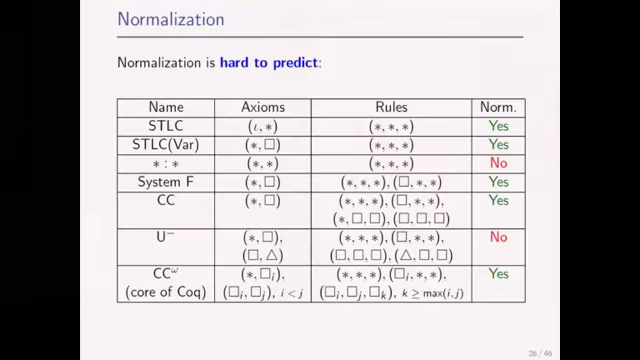 Normalization
Normalization is hard to predict:
Name Axioms Rules Norm.
STLC (ι, ∗) (∗, ∗, ∗) Yes
STLC(Var) (∗, □) (∗, ∗, ∗) Yes
∗ : ∗ (∗, ∗) (∗, ∗, ∗) No
System F (∗, □) (∗, ∗, ∗), (□, ∗, ∗) Yes
CC (∗, □) (∗, ∗, ∗), (□, ∗, ∗), Yes
(∗, □, □), (□, □, □)
U⁻ (∗, □), (∗, ∗, ∗), (□, ∗, ∗), No
(□, △) (□, □, □), (△, □, □)
CCω (∗, □i), (∗, ∗, ∗), (□i, ∗, ∗), Yes
(core of Coq) (□i, □j), i < j (□i, □j, □k), k ≥ max(i, j)
26 / 46